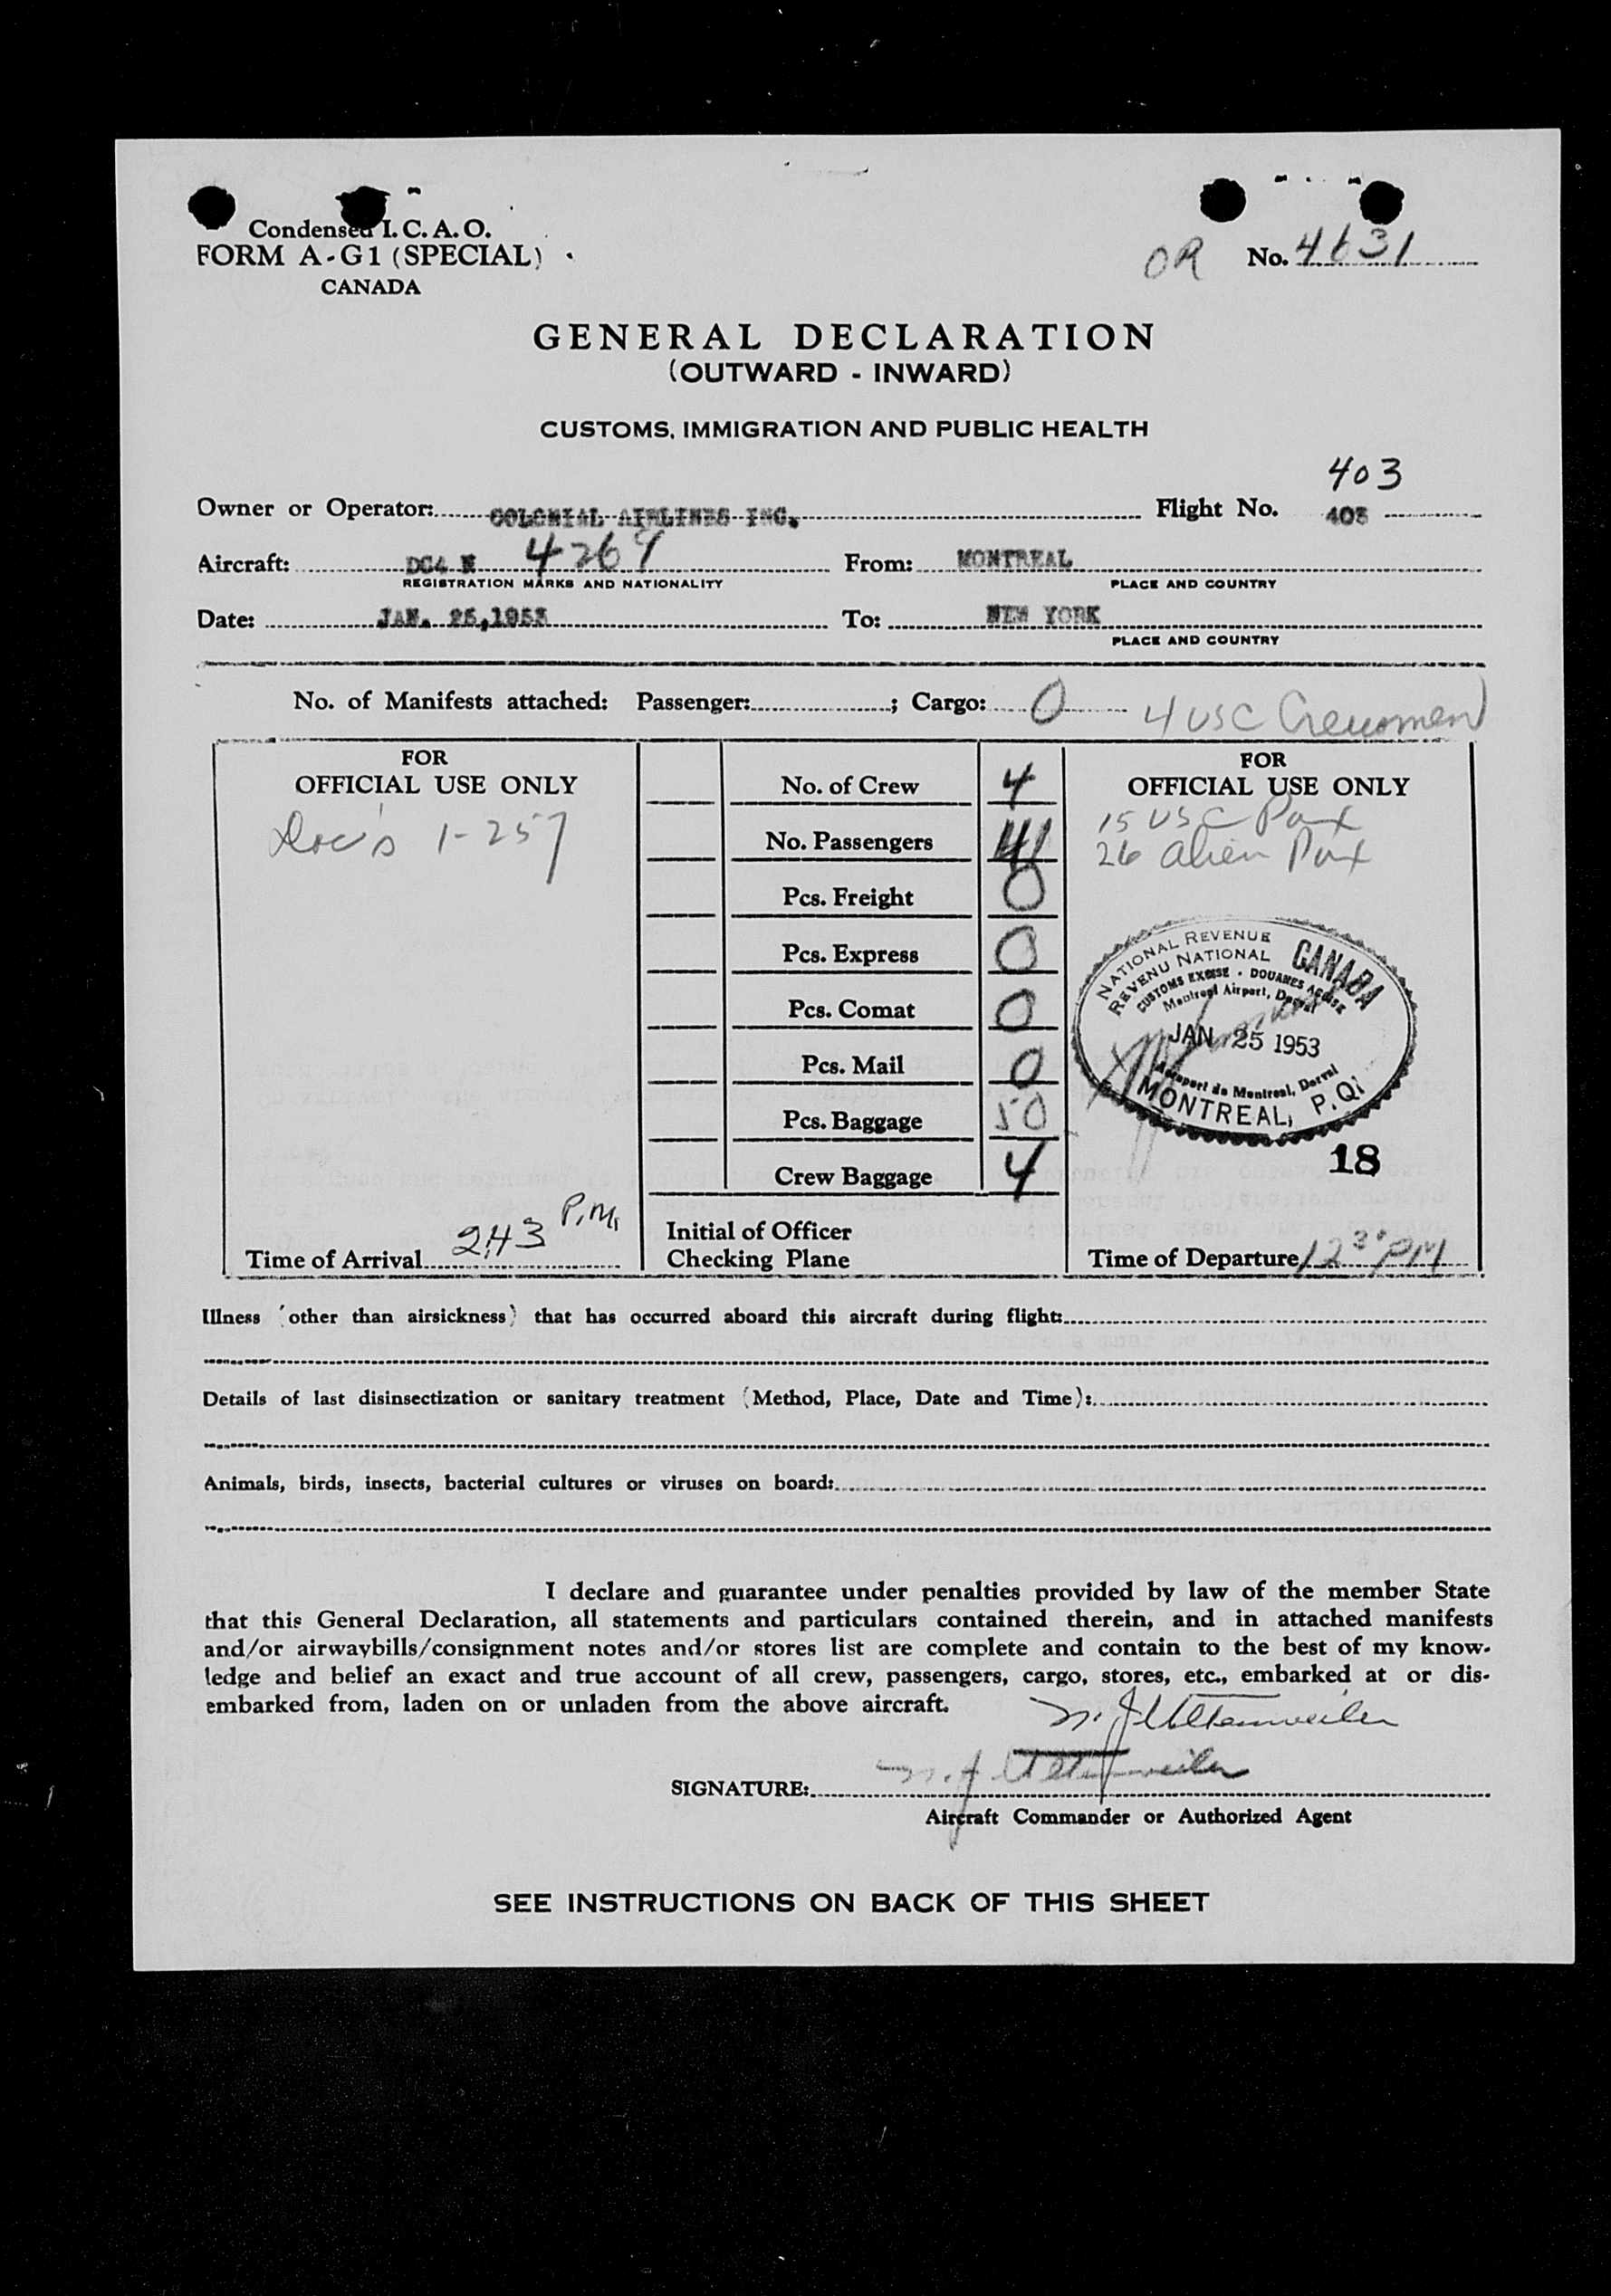 Condensed I.C.A.O.
FORM A-G1 (SPECIAL)
CANADA
OR No. 4631
GENERAL DECLARATION
(OUTWARD - INWARD)
CUSTOMS, IMMIGRATION AND PUBLIC HEALTH
403
Owner or Operator: COLONIAL AIRLINES INC. Flight No. 403
Aircraft: DC4 N 4269 From: MONTREAL
REGISTRATION MARKS AND NATIONALITY PLACE AND COUNTRY
Date: JAN. 25,1953 To: NEW YORK
PLACE AND COUNTRY
No. of Manifests attached: Passenger: ; Cargo: 0 4 USC Crewmen
FOR
OFFICIAL USE ONLY
Doc's 1-257
Time of Arrival 2:43 P.M.
No. of Crew 4
No. Passengers 41
Pcs. Freight 0
Pcs. Express 0
Pcs. Comat 0
Pcs. Mail 0
Pcs. Baggage 50
Crew Baggage 4
Initial of Officer
Checking Plane
FOR
OFFICIAL USE ONLY
15 USC Pax
26 alien Pax
NATIONAL REVENUE
REVENU NATIONAL
CANADA
CUSTOMS EXCISE · DOUANES ACCISE
Montreal Airport, Dorval
JAN 25 1953
Aeroport de Montreal, Dorval
MONTREAL, P.Q.
18
Time of Departure 12 30 PM
Illness (other than airsickness) that has occurred aboard this aircraft during flight:
Details of last disinsectization or sanitary treatment (Method, Place, Date and Time):
Animals, birds, insects, bacterial cultures or viruses on board:
I declare and guarantee under penalties provided by law of the member State
that this General Declaration, all statements and particulars contained therein, and in attached manifests
and/or airwaybills/consignment notes and/or stores list are complete and contain to the best of my know-
ledge and belief an exact and true account of all crew, passengers, cargo, stores, etc., embarked at or dis-
embarked from, laden on or unladen from the above aircraft.
SIGNATURE:
Aircraft Commander or Authorized Agent
SEE INSTRUCTIONS ON BACK OF THIS SHEET